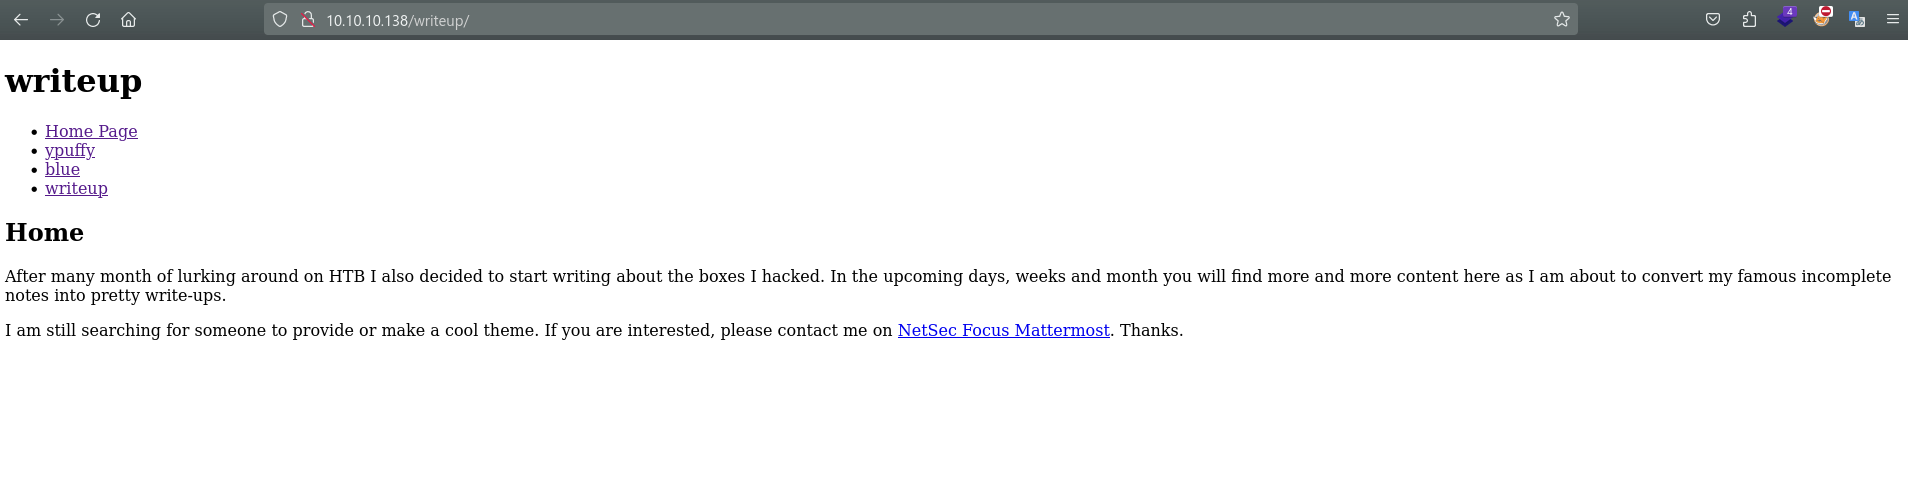 10.10.10.138/writeup/
4
writeup
Home Page
ypuffy
blue
writeup
Home
After many month of lurking around on HTB I also decided to start writing about the boxes I hacked. In the upcoming days, weeks and month you will find more and more content here as I am about to convert my famous incomplete
notes into pretty write-ups.
I am still searching for someone to provide or make a cool theme. If you are interested, please contact me on NetSec Focus Mattermost. Thanks.